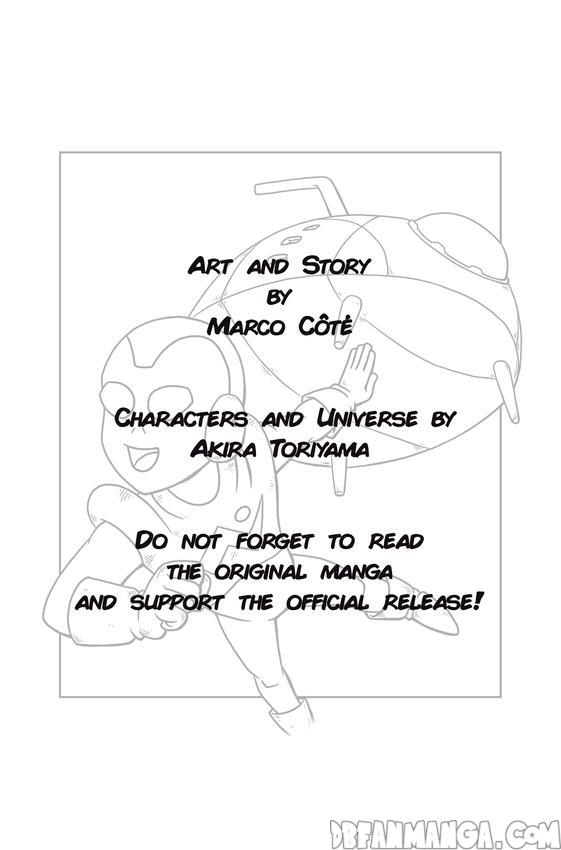 Art and Story
by
Marco Côté
Characters and Universe by
Akira Toriyama
Do not forget to read
the original manga
and support the official release!
DBFANMANGA.COM